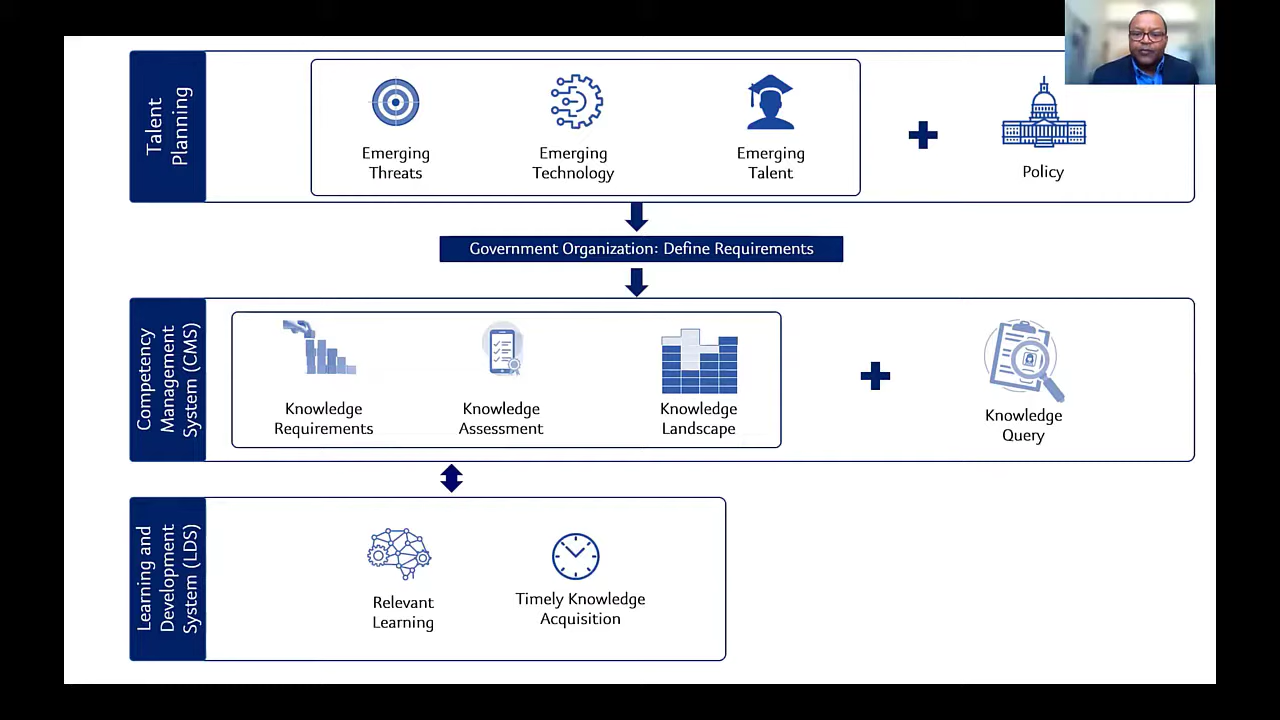 Talent
Planning
Emerging
Threats
Emerging
Technology
Emerging
Talent
Policy
Government Organization: Define Requirements
Competency
Management
System (CMS)
Knowledge
Requirements
Knowledge
Assessment
Knowledge
Landscape
Knowledge
Query
Learning and
Development
System (LDS)
Relevant
Learning
Timely Knowledge
Acquisition